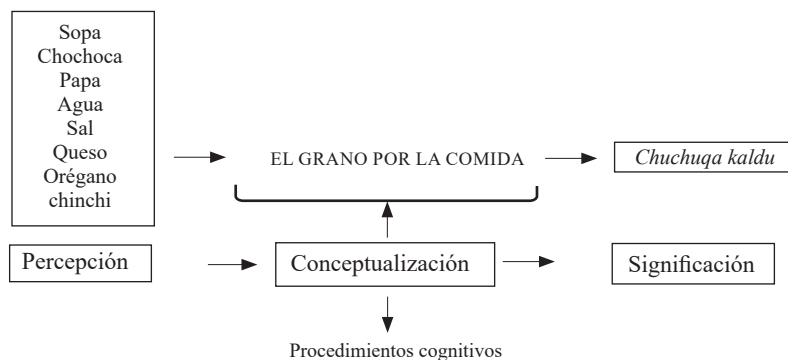 Sopa
Chochoca
Papa
Agua
Sal
Queso
Orégano
chinchi
EL GRANO POR LA COMIDA
Chuchuqa kaldu
Percepción
Conceptualización
Significación
Procedimientos cognitivos